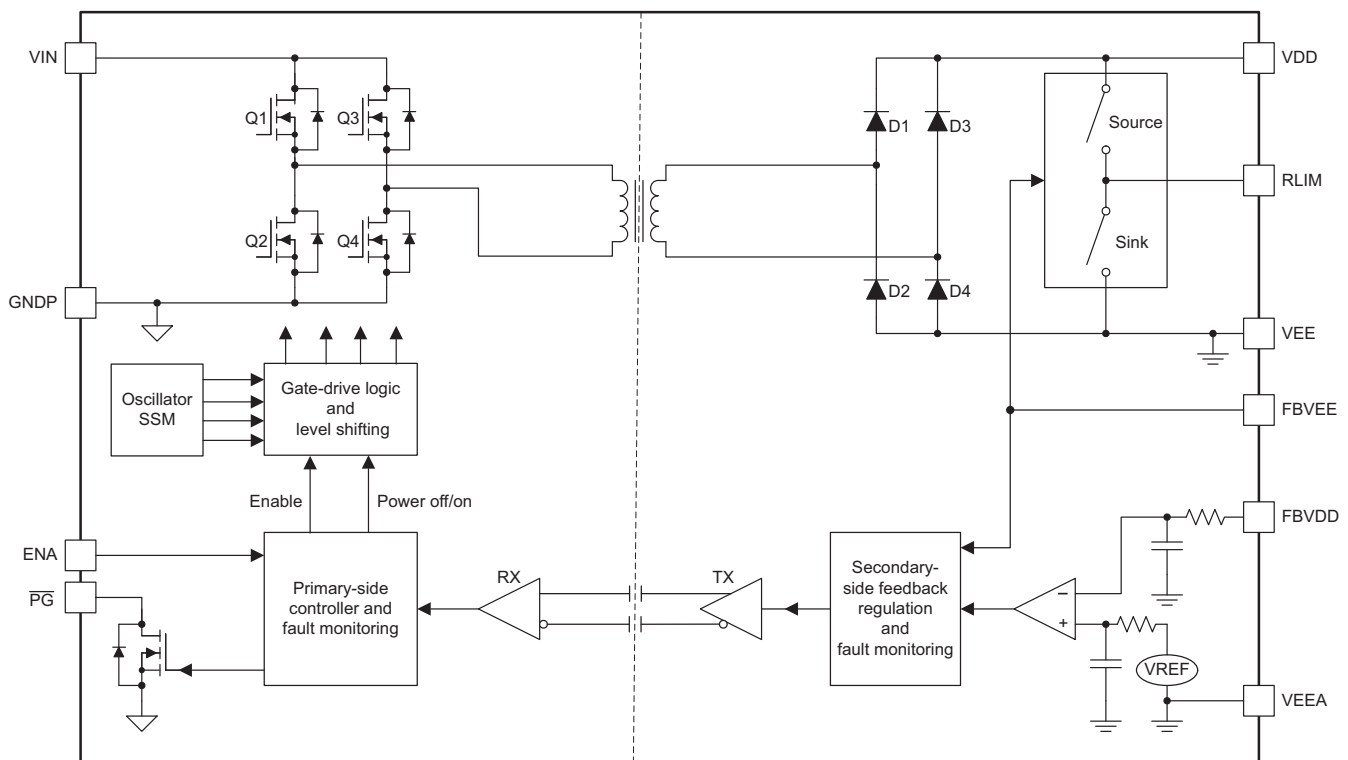 VIN
VDD
Q1
Q3
D1
D3
Source
RLIM
Q2
Q4
Sink
D2
D4
GNDP
VEE
Oscillator
SSM
Gate-drive logic
and
level shifting
FBVEE
Enable
Power off/on
FBVDD
ENA
PG
Primary-side
controller and
fault monitoring
RX
TX
Secondary-
side feedback
regulation
and
fault monitoring
–
+
VREF
VEEA